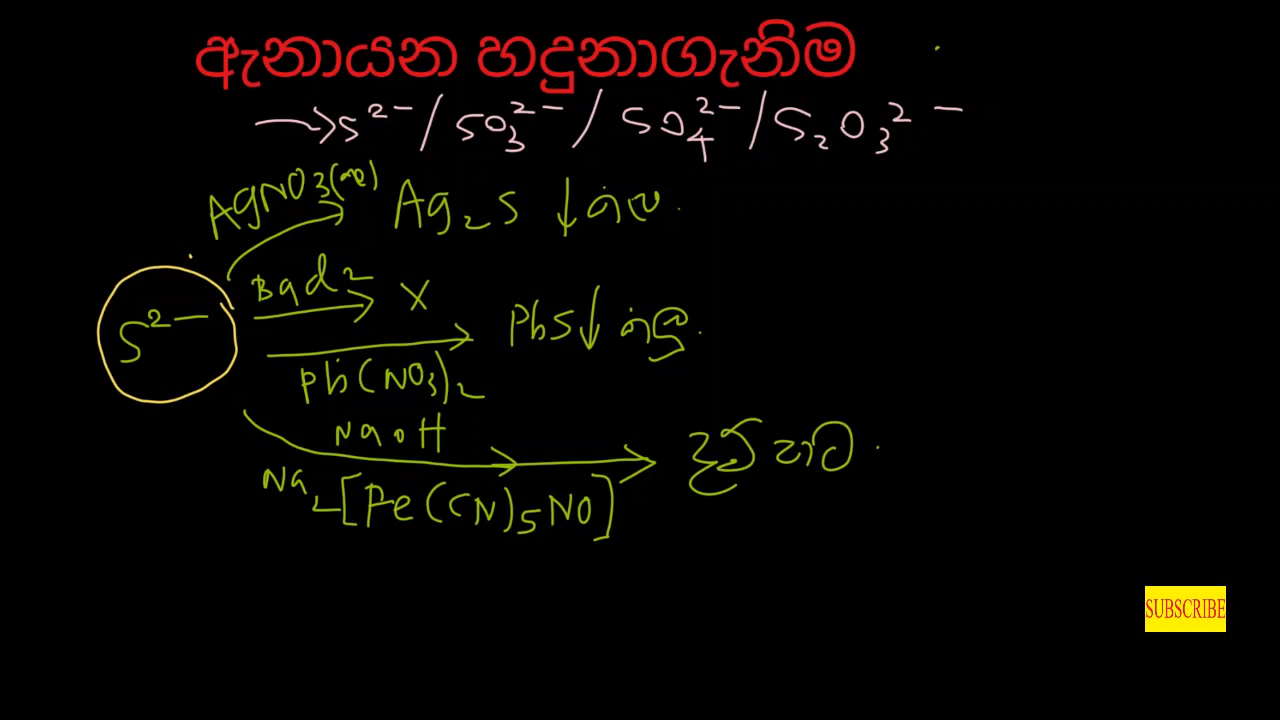 ඇනායන හදුනාගැනිම
→ S²⁻ / SO₃²⁻ / SO₄²⁻ / S₂O₃²⁻
AgNO₃(aq) Ag₂S ↓ කළු.
BaCl₂ X
S²⁻ PbS ↓ කළු.
Pb(NO₃)₂
NaOH දම් පාට.
Na₂[Fe(CN)₅NO]
SUBSCRIBE